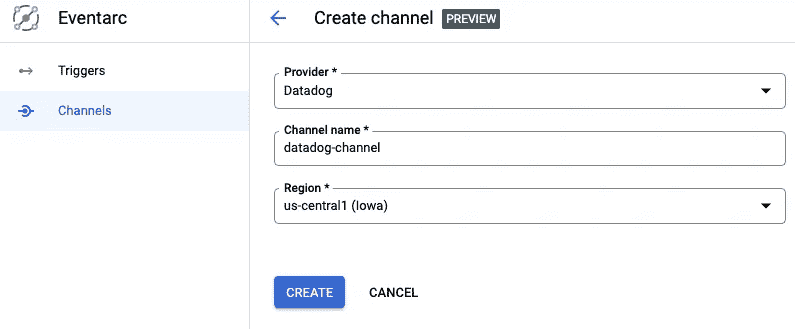 Eventarc
Create channel PREVIEW
Triggers
Channels
Provider *
Datadog
Channel name *
datadog-channel
Region *
us-central1 (Iowa)
CREATE CANCEL